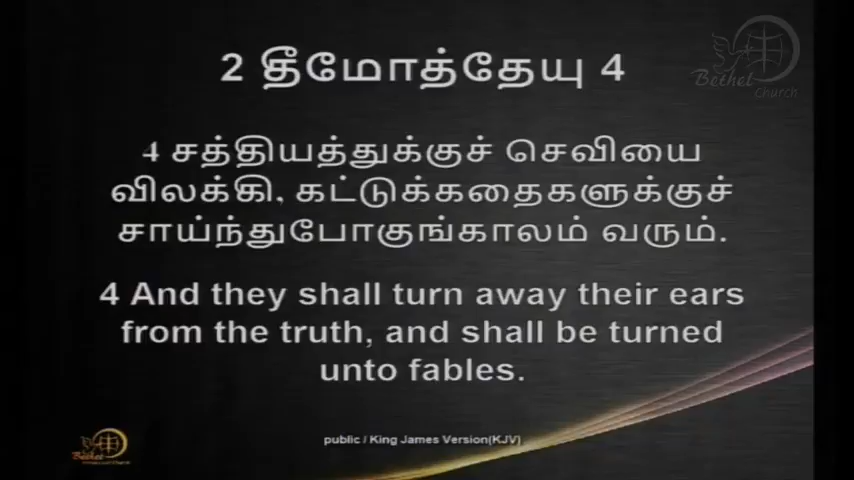 Bethel
Church
2 தீமோத்தேயு 4
4 சத்தியத்துக்குச் செவியை
விலக்கி, கட்டுக்கதைகளுக்குச்
சாய்ந்துபோகுங்காலம் வரும்.
4 And they shall turn away their ears
from the truth, and shall be turned
unto fables.
public / King James Version(KJV)
Bethel